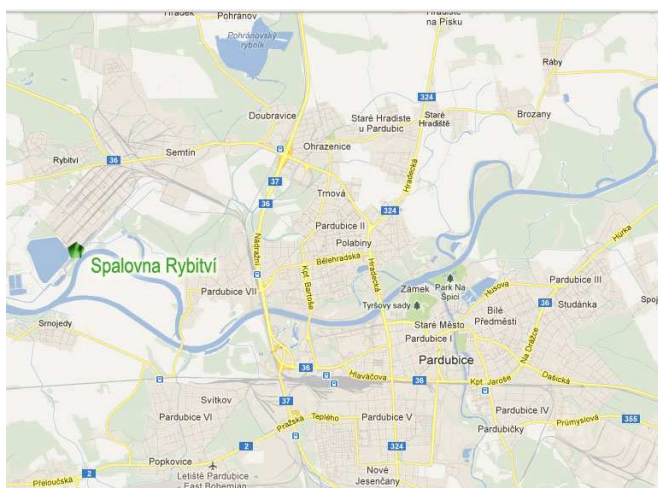 Hrádek
Pohránov
Hradiště
na Písku
Pohránovský
rybník
Ráby
324
Doubravice
Staré Hradiste
u Pardubic
Staré
Hradiště
Brozany
Rybitví
36
Semtín
Ohrazenice
37
Trnová
Hradecká
36
324
Pardubice II
Polabiny
Nádražní
Bělehradská
Hradecká
Hůrka
Spalovna Rybitví
Kpt. Bartoše
Zámek
Park Na
Špici
Pardubice III
Husova
Pardubice VII
Tyršovy sady
36
Studánka
Spoj
Srnojedy
Staré Město
Bílé
Předměstí
Pardubice I
Na Drážce
Pardubice
36
Hlaváčova
36
Kpt. Jaroše
Dašická
Svítkov
37
Pardubice VI
Teplého
Pardubice V
Pardubice IV
Pražská
Pardubičky
Průmyslová
355
2
324
Popkovice
Přeloučská
2
Letiště Pardubice -
- East Bohemian
Nové
Jesenčany